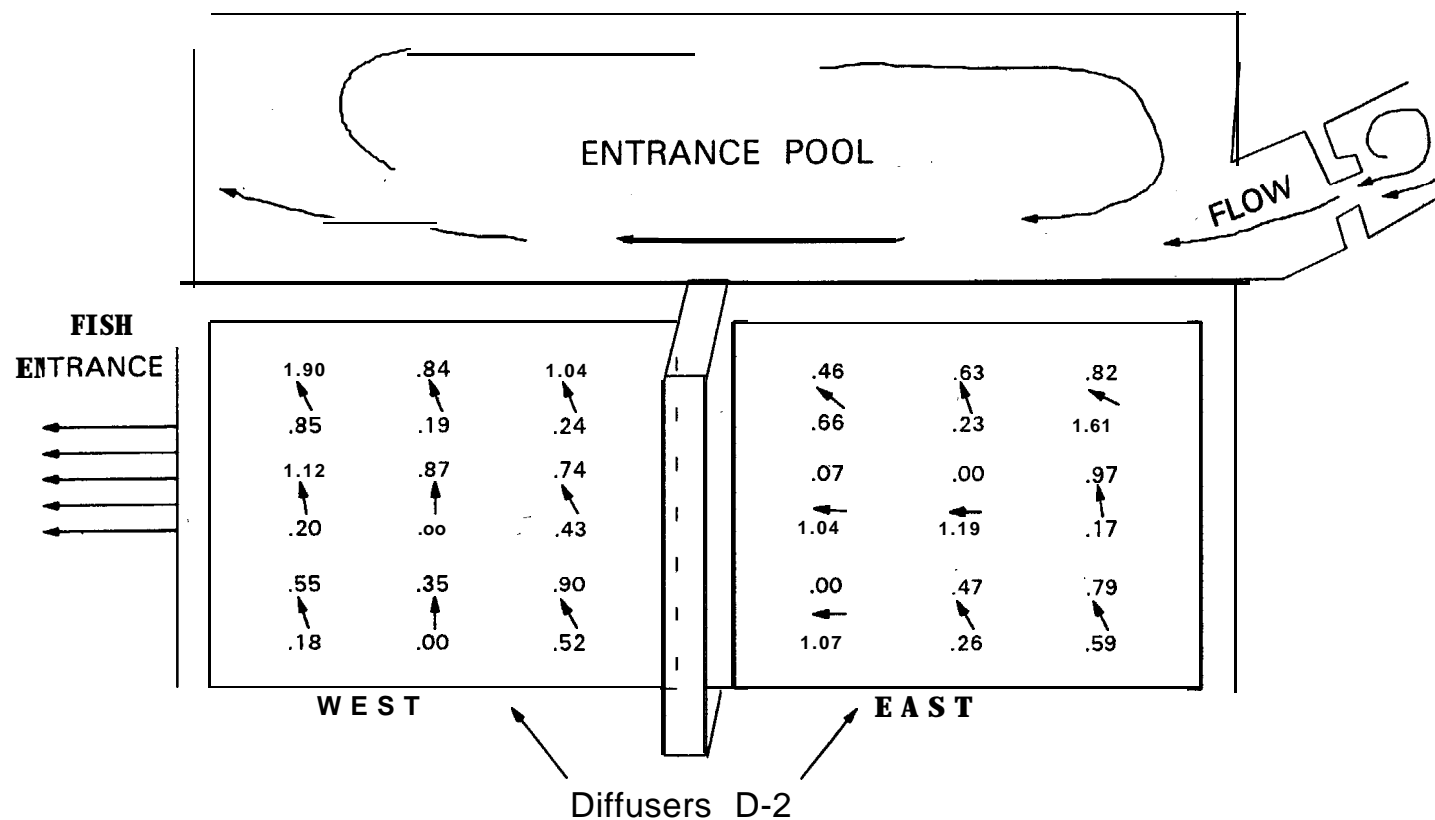 ENTRANCE POOL
FLOW
FISH
ENTRANCE
1.90 .84 1.04 .46 .63 .82
.85 .19 .24 .66 .23 1.61
1.12 .87 .74 .07 .00 .97
.20 .00 .43 1.04 1.19 .17
.55 .35 .90 .00 .47 .79
.18 .00 .52 1.07 .26 .59
WEST EAST
Diffusers D-2